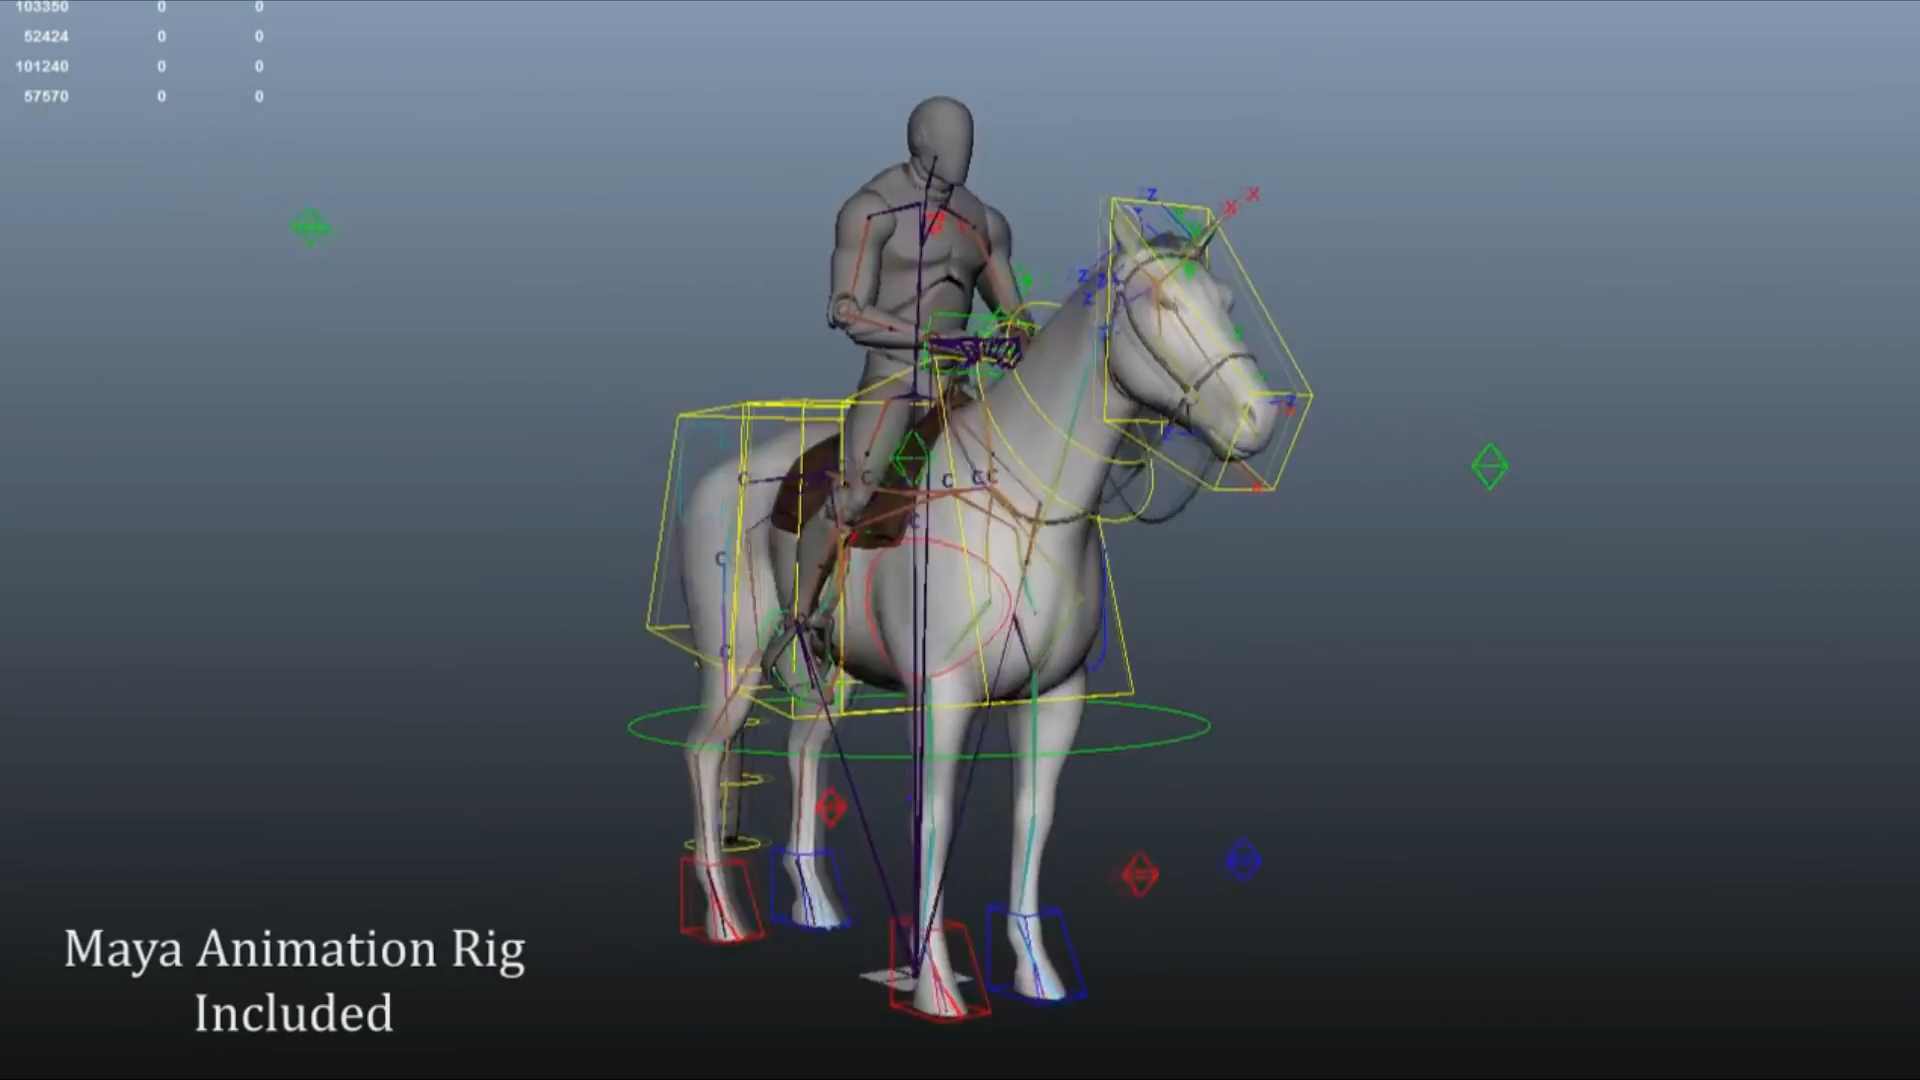 103350 0 0
52424 0 0
101240 0 0
57570 0 0
Z X
X
Z
Z
C C C C C
C
C
C
Maya Animation Rig
Included